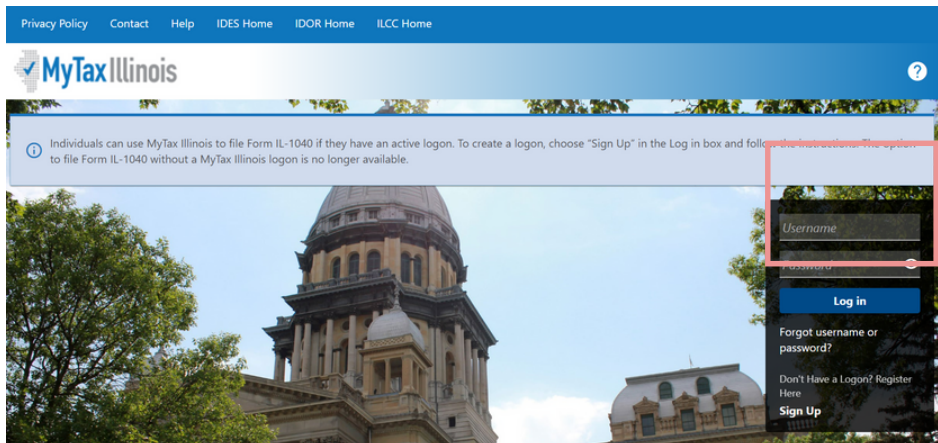 Privacy Policy Contact Help IDES Home IDOR Home ILCC Home
MyTax Illinois
?
Individuals can use MyTax Illinois to file Form IL-1040 if they have an active logon. To create a logon, choose "Sign Up" in the Log in box and follow the instructions. The option
to file Form IL-1040 without a MyTax Illinois logon is no longer available.
Username
Password
Log in
Forgot username or
password?
Don't Have a Logon? Register
Here
Sign Up